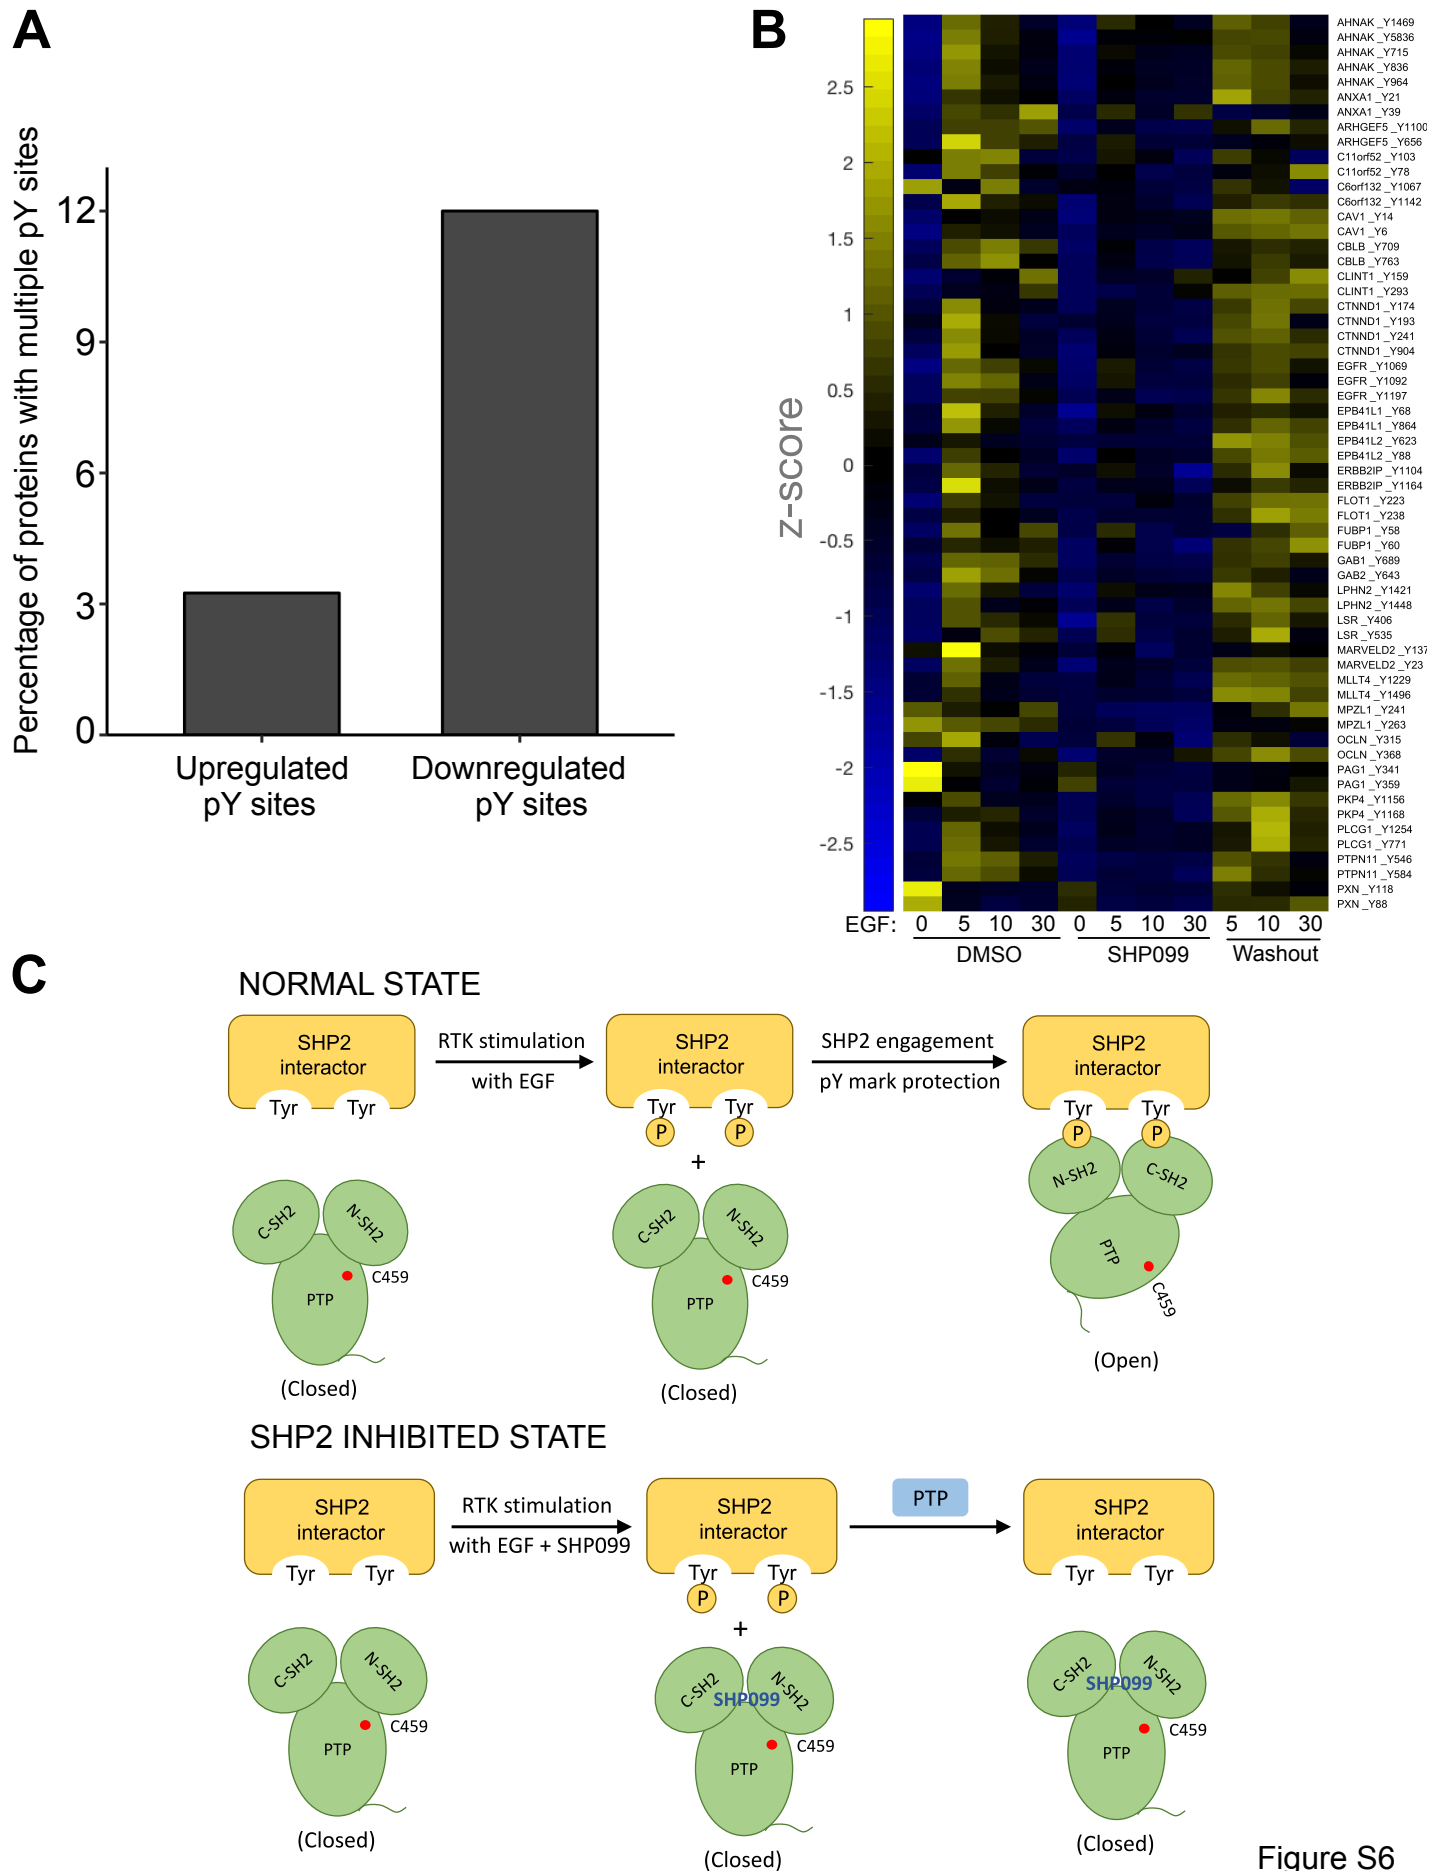 A
Percentage of proteins with multiple pY sites
12
9
6
3
0
Upregulated
pY sites
Downregulated
pY sites
B
z-score
2.5
2
1.5
1
0.5
0
-0.5
-1
-1.5
-2
-2.5
AHNAK _Y1469
AHNAK _Y5836
AHNAK _Y715
AHNAK _Y836
AHNAK _Y964
ANXA1 _Y21
ANXA1 _Y39
ARHGEF5 _Y1100
ARHGEF5 _Y656
C11orf52 _Y103
C11orf52 _Y78
C6orf132 _Y1067
C6orf132 _Y1142
CAV1 _Y14
CAV1 _Y6
CBLB _Y709
CBLB _Y763
CLINT1 _Y159
CLINT1 _Y293
CTNND1 _Y174
CTNND1 _Y193
CTNND1 _Y241
CTNND1 _Y904
EGFR _Y1069
EGFR _Y1092
EGFR _Y1197
EPB41L1 _Y68
EPB41L1 _Y864
EPB41L2 _Y623
EPB41L2 _Y88
ERBB2IP _Y1104
ERBB2IP _Y1164
FLOT1 _Y223
FLOT1 _Y238
FUBP1 _Y58
FUBP1 _Y60
GAB1 _Y689
GAB2 _Y643
LPHN2 _Y1421
LPHN2 _Y1448
LSR _Y406
LSR _Y535
MARVELD2 _Y137
MARVELD2 _Y23
MLLT4 _Y1229
MLLT4 _Y1496
MPZL1 _Y241
MPZL1 _Y263
OCLN _Y315
OCLN _Y368
PAG1 _Y341
PAG1 _Y359
PKP4 _Y1156
PKP4 _Y1168
PLCG1 _Y1254
PLCG1 _Y771
PTPN11 _Y546
PTPN11 _Y584
PXN _Y118
PXN _Y88
EGF: 0 5 10 30 0 5 10 30 5 10 30
DMSO SHP099 Washout
C
NORMAL STATE
SHP2
interactor
Tyr Tyr
C-SH2 N-SH2
C459
PTP
(Closed)
RTK stimulation
with EGF
SHP2
interactor
Tyr Tyr
P P
+
C-SH2 N-SH2
C459
PTP
(Closed)
SHP2 engagement
pY mark protection
SHP2
interactor
Tyr Tyr
P P
N-SH2 C-SH2
PTP
C459
(Open)
SHP2 INHIBITED STATE
SHP2
interactor
Tyr Tyr
C-SH2 N-SH2
C459
PTP
(Closed)
RTK stimulation
with EGF + SHP099
SHP2
interactor
Tyr Tyr
P P
+
C-SH2 N-SH2
SHP099
C459
PTP
(Closed)
PTP
SHP2
interactor
Tyr Tyr
C-SH2 N-SH2
SHP099
C459
PTP
(Closed)
Figure S6